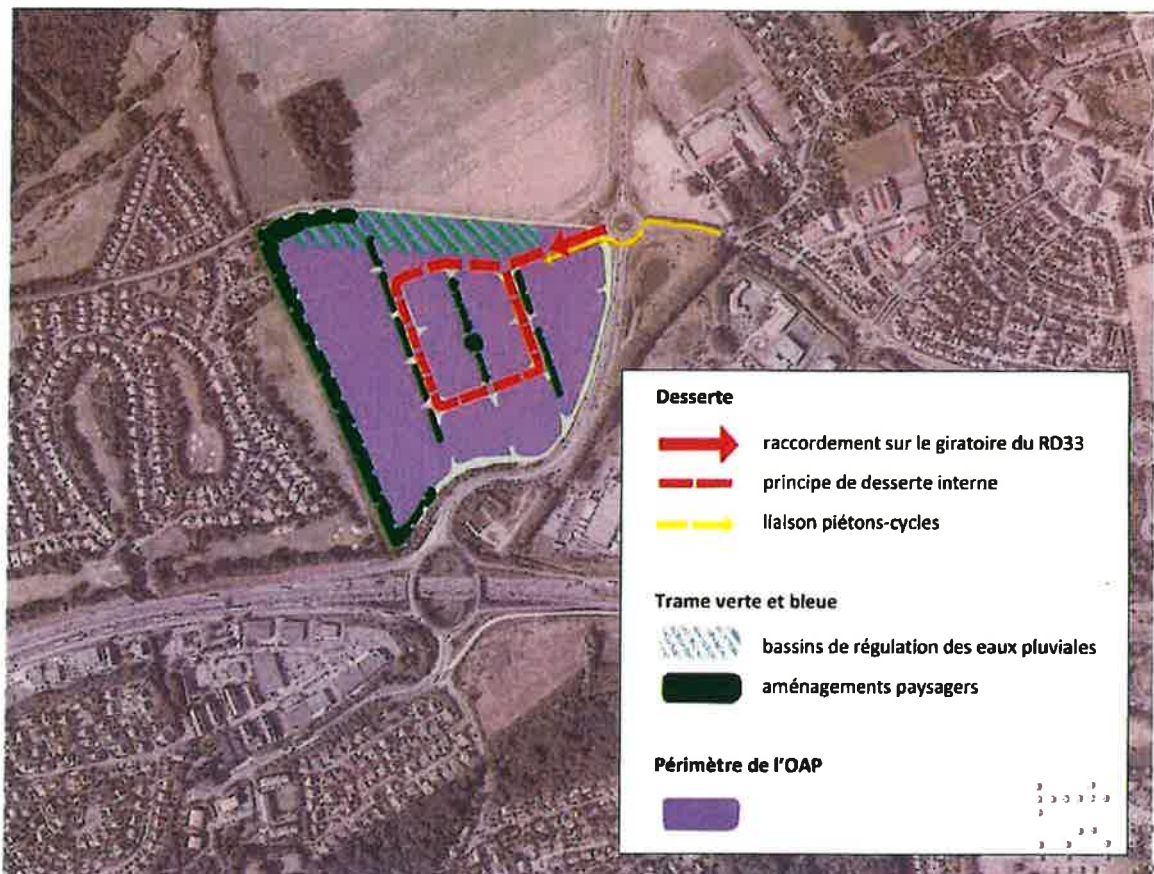 Desserte
raccordement sur le giratoire du RD33
principe de desserte interne
liaison piétons-cycles
Trame verte et bleue
bassins de régulation des eaux pluviales
aménagements paysagers
Périmètre de l'OAP